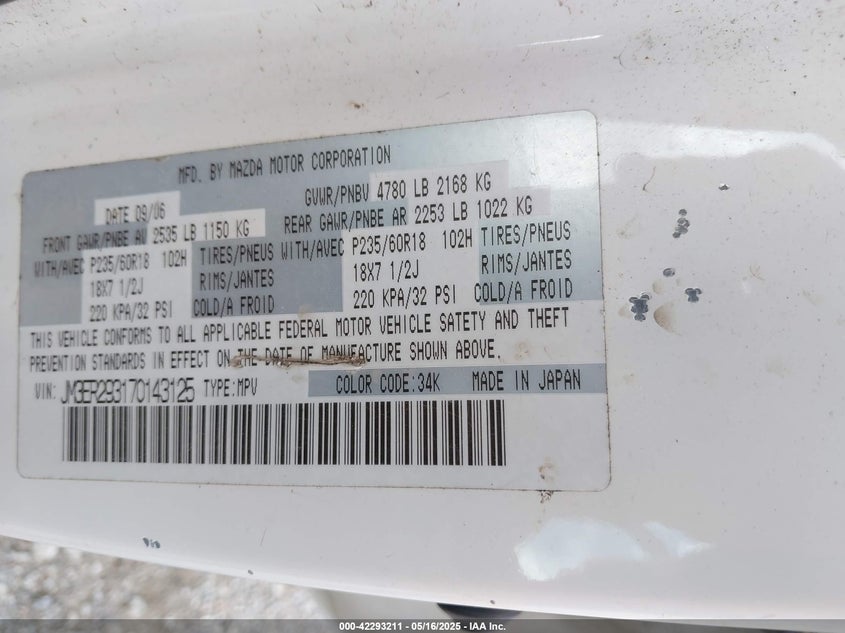 MFD. BY MAZDA MOTOR CORPORATION
DATE 09/06 GVWR/PNBV 4780 LB 2168 KG
FRONT GAWR/PNBE AV 2535 LB 1150 KG REAR GAWR/PNBE AR 2253 LB 1022 KG
WITH/AVEC P235/60R18 102H TIRES/PNEUS WITH/AVEC P235/60R18 102H TIRES/PNEUS
18X7 1/2J RIMS/JANTES 18X7 1/2J RIMS/JANTES
220 KPA/32 PSI COLD/A FROID 220 KPA/32 PSI COLD/A FROID
THIS VEHICLE CONFORMS TO ALL APPLICABLE FEDERAL MOTOR VEHICLE SAFETY AND THEFT
PREVENTION STANDARDS IN EFFECT ON THE DATE OF MANUFACTURE SHOWN ABOVE.
VIN: JM3ER293170143125 TYPE:MPV COLOR CODE:34K MADE IN JAPAN
000-42293211 - 05/16/2025 - IAA INC.